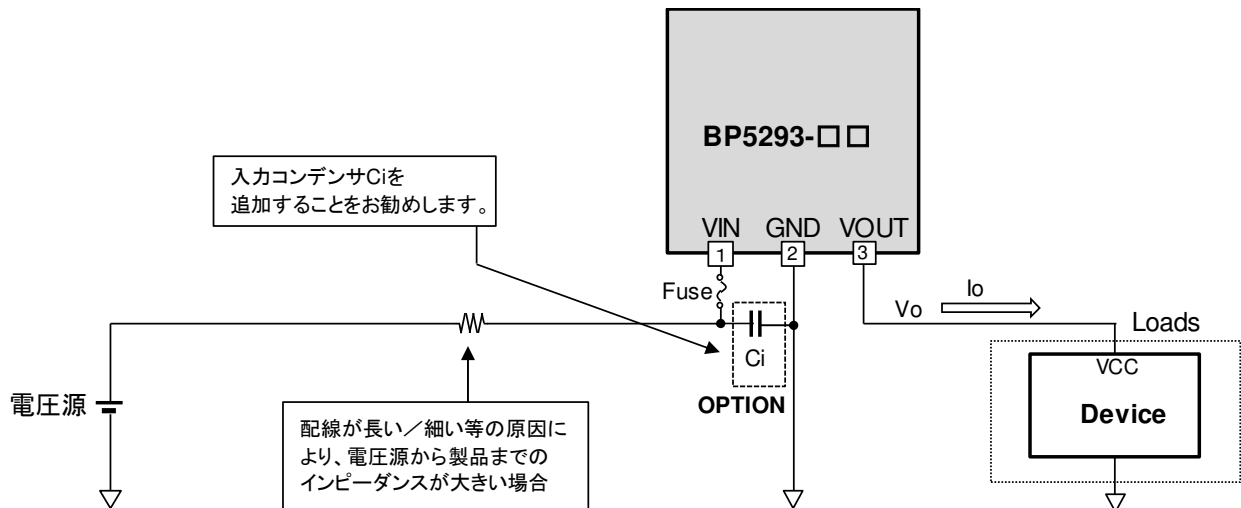 BP5293-□□
入力コンデンサCiを
追加することをお勧めします。
VIN GND VOUT
1 2 3
Fuse
Vo
Io
Loads
Ci
VCC
Device
OPTION
電圧源
配線が長い／細い等の原因に
より、電圧源から製品までの
インピーダンスが大きい場合